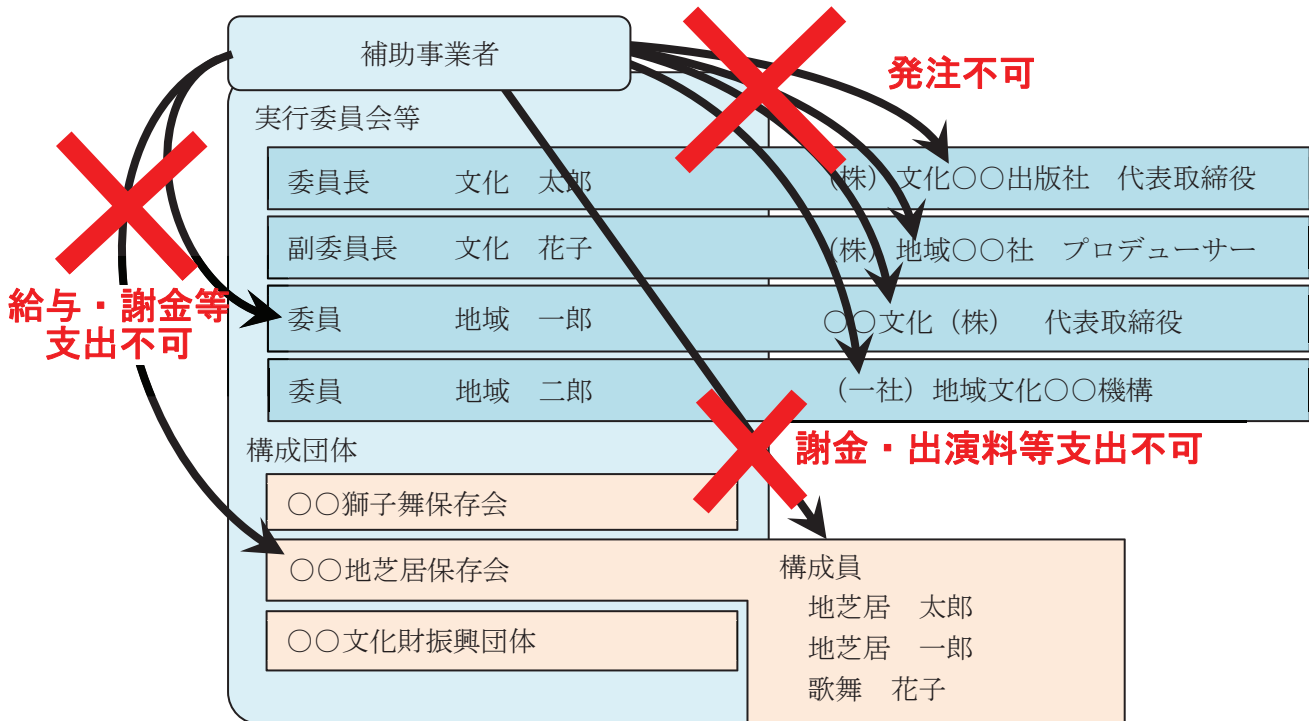 補助事業者
発注不可
実行委員会等
委員長 文化 太郎 (株)文化○○出版社 代表取締役
副委員長 文化 花子 (株)地域○○社 プロデューサー
給与・謝金等
支出不可
委員 地域 一郎 ○○文化(株) 代表取締役
委員 地域 二郎 (一社)地域文化○○機構
謝金・出演料等支出不可
構成団体
○○獅子舞保存会
○○地芝居保存会
○○文化財振興団体
構成員
地芝居 太郎
地芝居 一郎
歌舞 花子